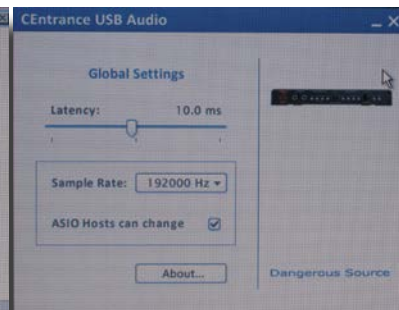 CEntrance USB Audio
Global Settings
Latency: 10.0 ms
Sample Rate: 192000 Hz
ASIO Hosts can change
About...
Dangerous Source